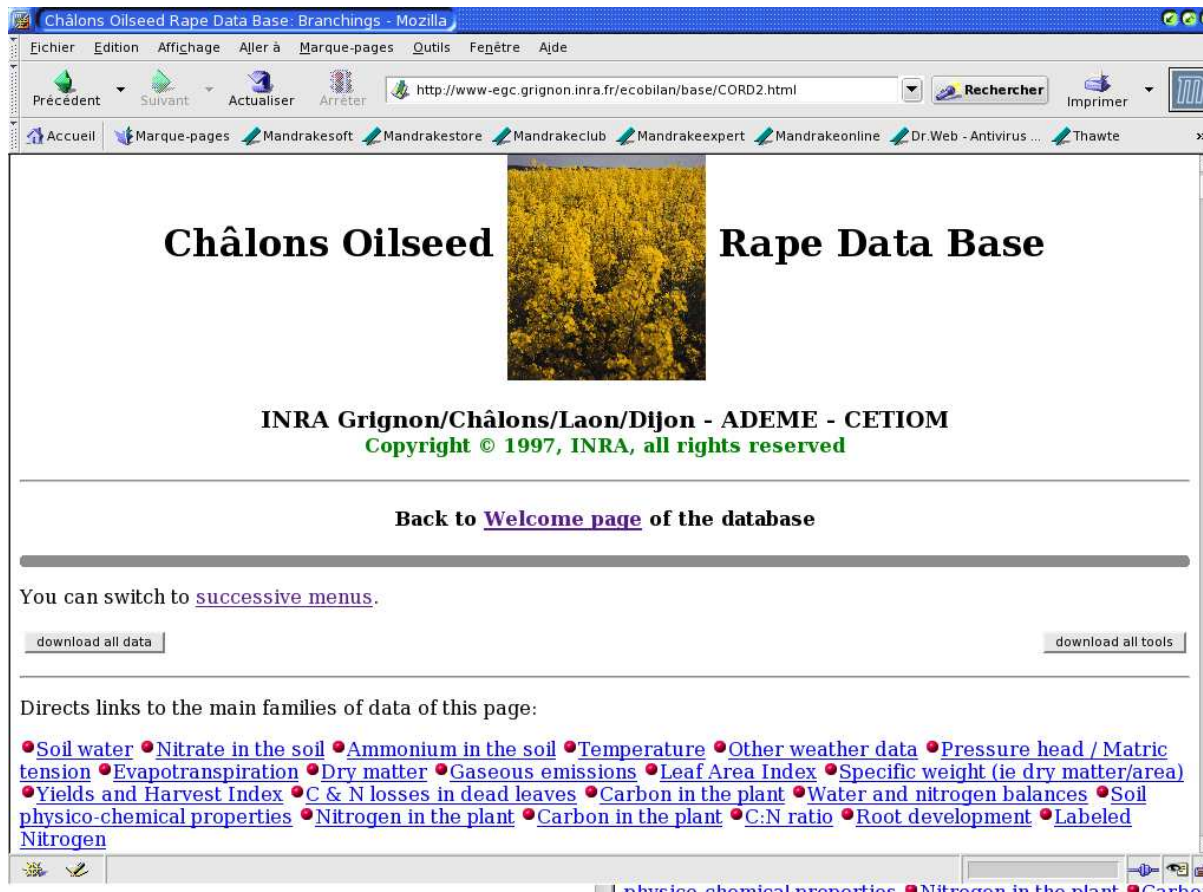 Châlons Oilseed Rape Data Base: Branchings - Mozilla
Fichier Edition Affichage Aller à Marque-pages Outils Fenêtre Aide
Précédent Suivant Actualiser Arrêter http://www-egc.grignon.inra.fr/ecobilan/base/CORD2.html Rechercher Imprimer
Accueil Marque-pages Mandrakesoft Mandrakestore Mandrakeclub Mandrakeexpert Mandrakeonline Dr.Web - Antivirus ... Thawte »
Châlons Oilseed Rape Data Base
INRA Grignon/Châlons/Laon/Dijon - ADEME - CETIOM
Copyright © 1997, INRA, all rights reserved
Back to Welcome page of the database
You can switch to successive menus.
download all data download all tools
Directs links to the main families of data of this page:
Soil water Nitrate in the soil Ammonium in the soil Temperature Other weather data Pressure head / Matric
tension Evapotranspiration Dry matter Gaseous emissions Leaf Area Index Specific weight (ie dry matter/area)
Yields and Harvest Index C & N losses in dead leaves Carbon in the plant Water and nitrogen balances Soil
physico-chemical properties Nitrogen in the plant Carbon in the plant C:N ratio Root development Labeled
Nitrogen
physico-chemical properties Nitrogen in the plant Carbo